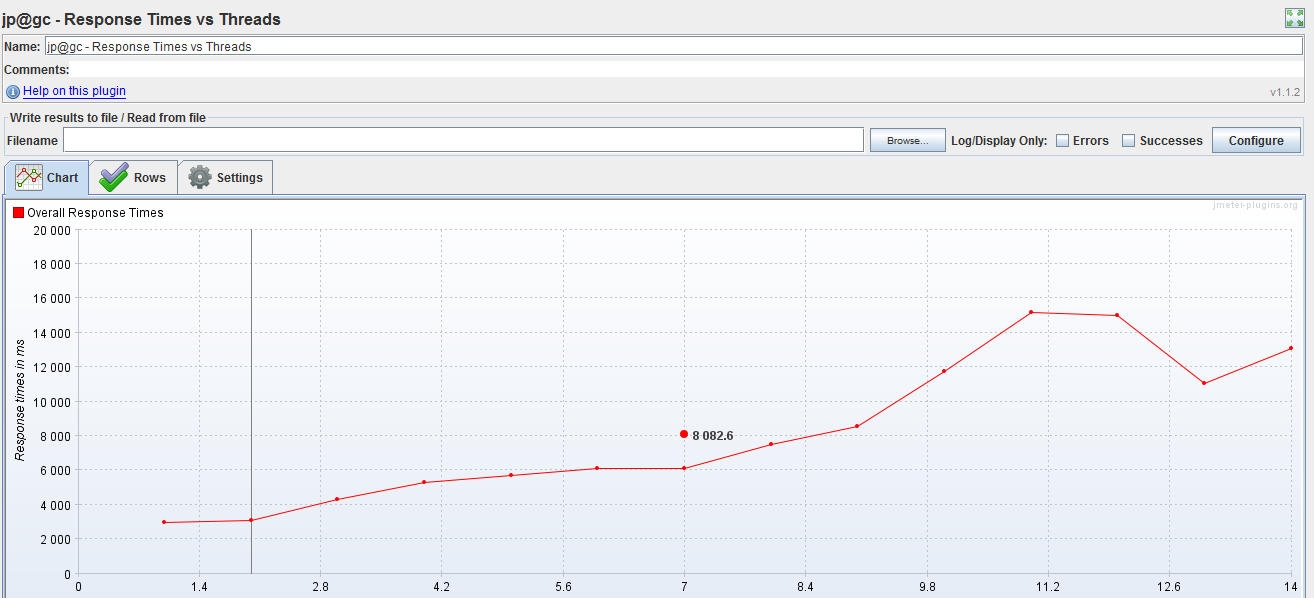 jp@gc - Response Times vs Threads
Name: jp@gc - Response Times vs Threads
Comments:
Help on this plugin
v1.1.2
Write results to file / Read from file
Filename Browse... Log/Display Only: Errors Successes Configure
Chart Rows Settings
jmeter-plugins.org
Overall Response Times
20 000
18 000
16 000
14 000
12 000
10 000
8 000
6 000
4 000
2 000
0
Response times in ms
8 082.6
0 1.4 2.8 4.2 5.6 7 8.4 9.8 11.2 12.6 14